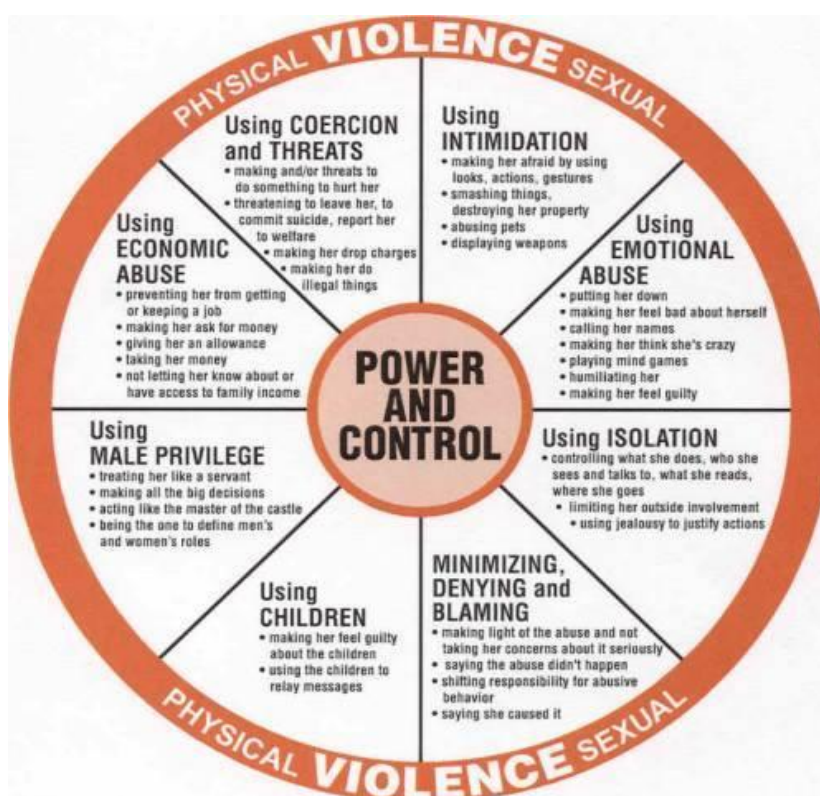 PHYSICAL VIOLENCE SEXUAL
Using COERCION
and THREATS
• making and/or threats to
do something to hurt her
• threatening to leave her, to
commit suicide, report her
to welfare
• making her drop charges
• making her do
illegal things
Using
INTIMIDATION
• making her afraid by using
looks, actions, gestures
• smashing things,
destroying her property
• abusing pets
• displaying weapons
Using
EMOTIONAL
ABUSE
• putting her down
• making her feel bad about herself
• calling her names
• making her think she's crazy
• playing mind games
• humiliating her
• making her feel guilty
Using ISOLATION
• controlling what she does, who she
sees and talks to, what she reads,
where she goes
• limiting her outside involvement
• using jealousy to justify actions
MINIMIZING,
DENYING and
BLAMING
• making light of the abuse and not
taking her concerns about it seriously
• saying the abuse didn't happen
• shifting responsibility for abusive
behavior
• saying she caused it
Using
CHILDREN
• making her feel guilty
about the children
• using the children to
relay messages
Using
MALE PRIVILEGE
• treating her like a servant
• making all the big decisions
• acting like the master of the castle
• being the one to define men's
and women's roles
Using
ECONOMIC
ABUSE
• preventing her from getting
or keeping a job
• making her ask for money
• giving her an allowance
• taking her money
• not letting her know about or
have access to family income
POWER
AND
CONTROL
PHYSICAL VIOLENCE SEXUAL